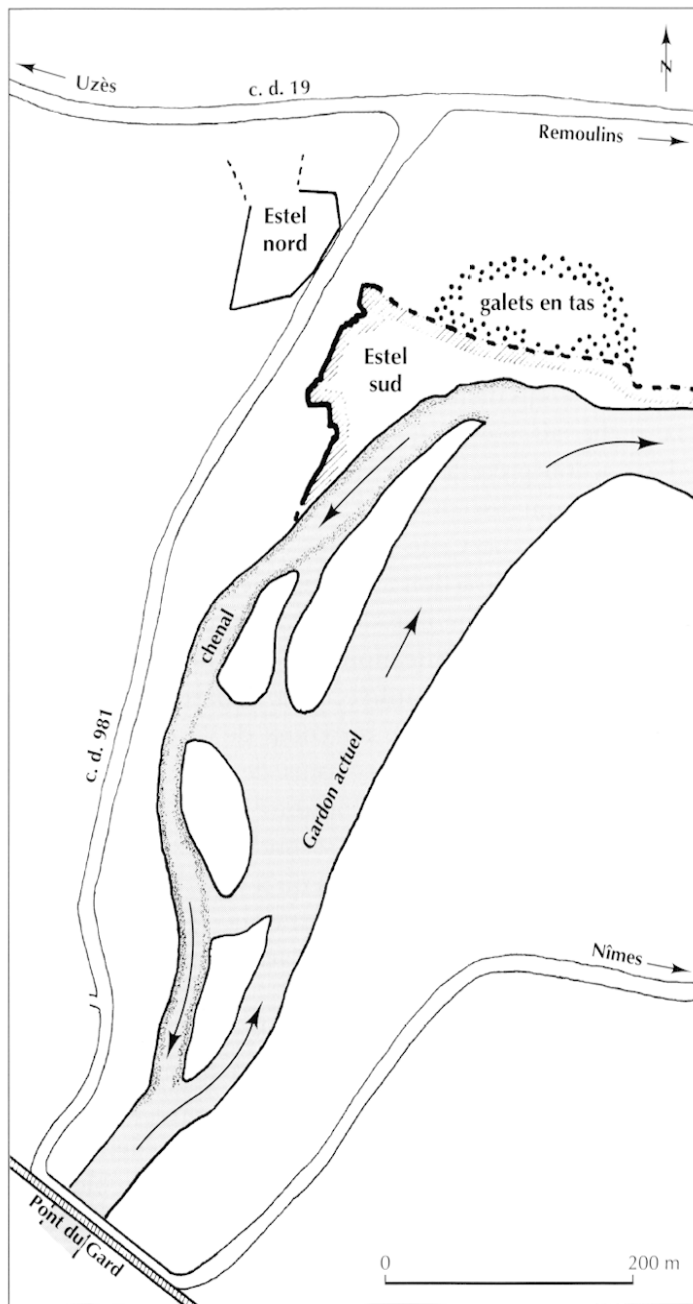 N
Uzès
c. d. 19
Remoulins
Estel
nord
galets en tas
Estel
sud
chenal
c. d. 981
Gardon actuel
Nîmes
Pont du Gard
0
200 m